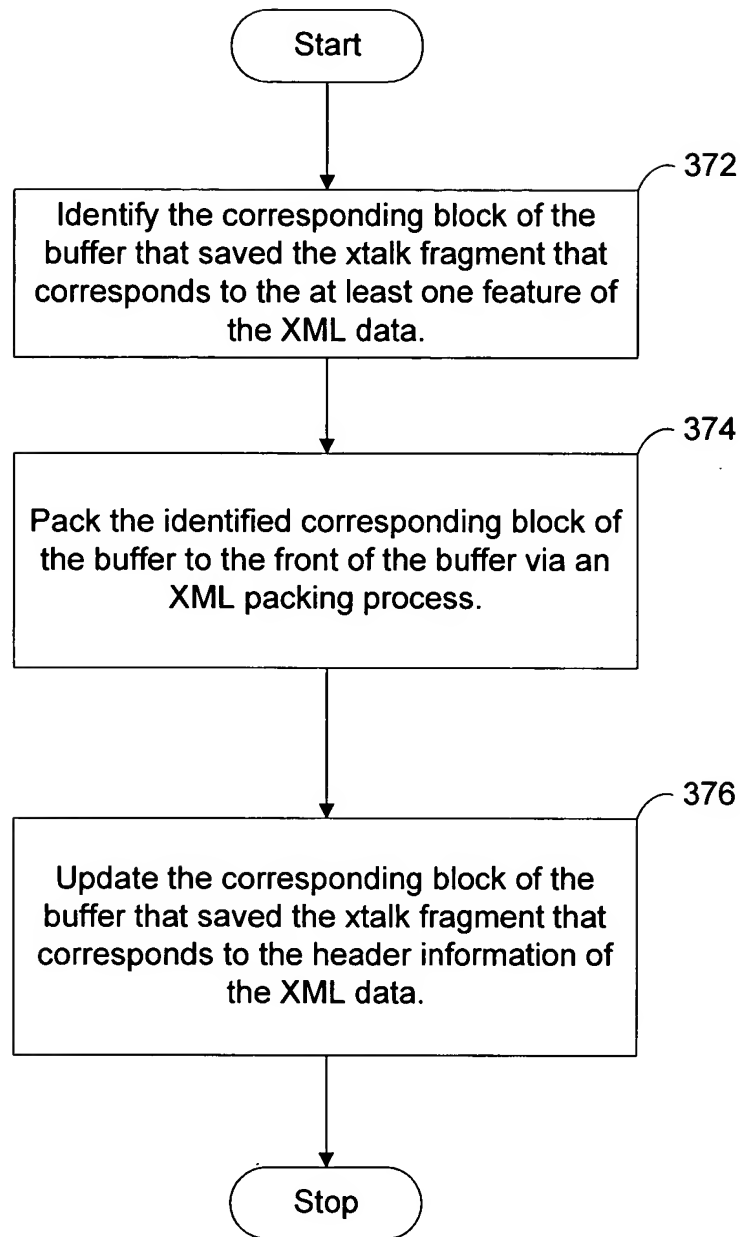 Start
372
Identify the corresponding block of the
buffer that saved the xtalk fragment that
corresponds to the at least one feature of
the XML data.
374
Pack the identified corresponding block of
the buffer to the front of the buffer via an
XML packing process.
376
Update the corresponding block of the
buffer that saved the xtalk fragment that
corresponds to the header information of
the XML data.
Stop